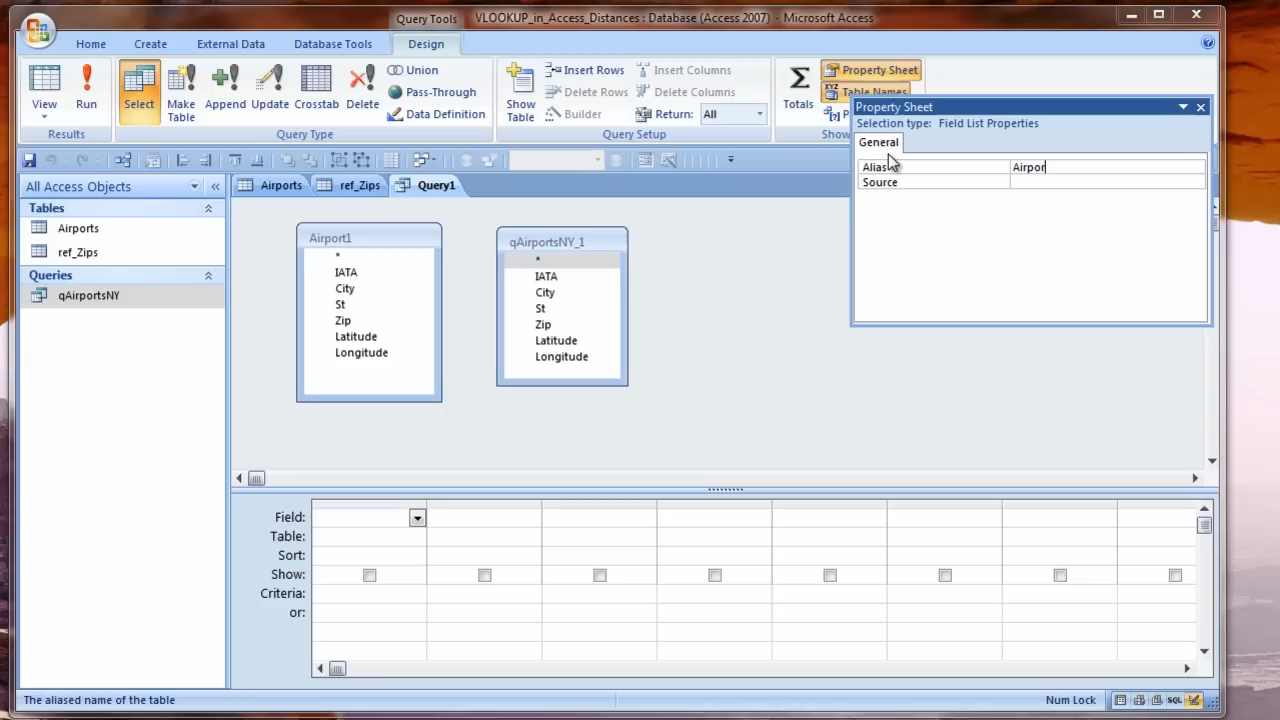 Query Tools
VLOOKUP_in_Access_Distances : Database (Access 2007) - Microsoft Access
Home
Create
External Data
Database Tools
Design
View
Run
Results
Select
Make Table
Append
Update
Crosstab
Delete
Union
Pass-Through
Data Definition
Query Type
Show Table
Insert Rows
Delete Rows
Builder
Insert Columns
Delete Columns
Return: All
Query Setup
Totals
Property Sheet
Table Names
Property Sheet
Selection type: Field List Properties
General
Alias
Airpor
Source
All Access Objects
Tables
Airports
ref_Zips
Queries
qAirportsNY
Airports
ref_Zips
Query1
Airport1
*
IATA
City
St
Zip
Latitude
Longitude
qAirportsNY_1
*
IATA
City
St
Zip
Latitude
Longitude
Field:
Table:
Sort:
Show:
Criteria:
or:
The aliased name of the table
Num Lock
SQL